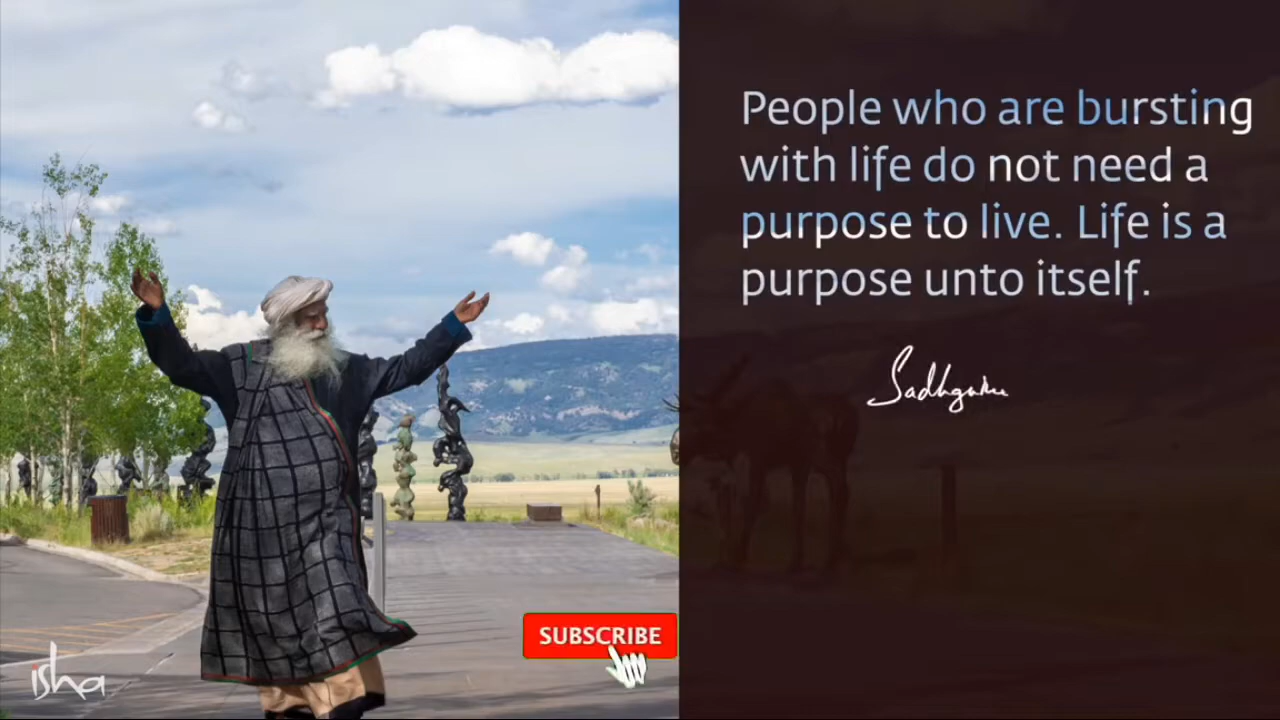 People who are bursting
with life do not need a
purpose to live. Life is a
purpose unto itself.
Sadhguru
SUBSCRIBE
isha